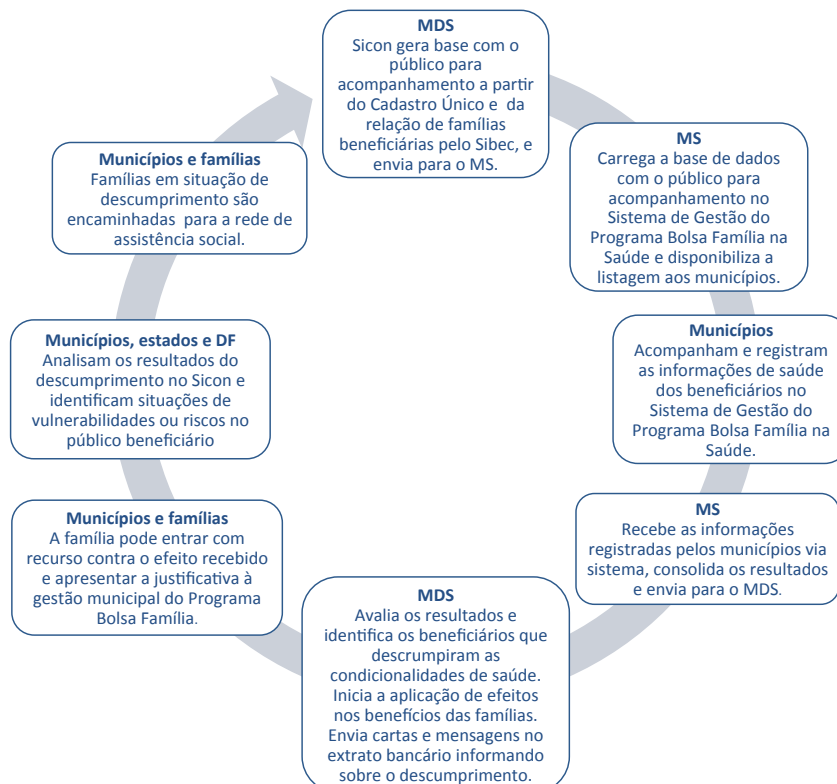 MDS
Sicon gera base com o
público para
acompanhamento a partir
do Cadastro Único e da
relação de famílias
beneficiárias pelo Sibec, e
envia para o MS.
MS
Carrega a base de dados
com o público para
acompanhamento no
Sistema de Gestão do
Programa Bolsa Família na
Saúde e disponibiliza a
listagem aos municípios.
Municípios
Acompanham e registram
as informações de saúde
dos beneficiários no
Sistema de Gestão do
Programa Bolsa Família na
Saúde.
MS
Recebe as informações
registradas pelos municípios via
sistema, consolida os resultados
e envia para o MDS.
MDS
Avalia os resultados e
identifica os beneficiários que
descrumpiram as
condicionalidades de saúde.
Inicia a aplicação de efeitos
nos benefícios das famílias.
Envia cartas e mensagens no
extrato bancário informando
sobre o descumprimento.
Municípios e famílias
A família pode entrar com
recurso contra o efeito recebido
e apresentar a justificativa à
gestão municipal do Programa
Bolsa Família.
Municípios, estados e DF
Analisam os resultados do
descumprimento no Sicon e
identificam situações de
vulnerabilidades ou riscos no
público beneficiário
Municípios e famílias
Famílias em situação de
descumprimento são
encaminhadas para a rede de
assistência social.